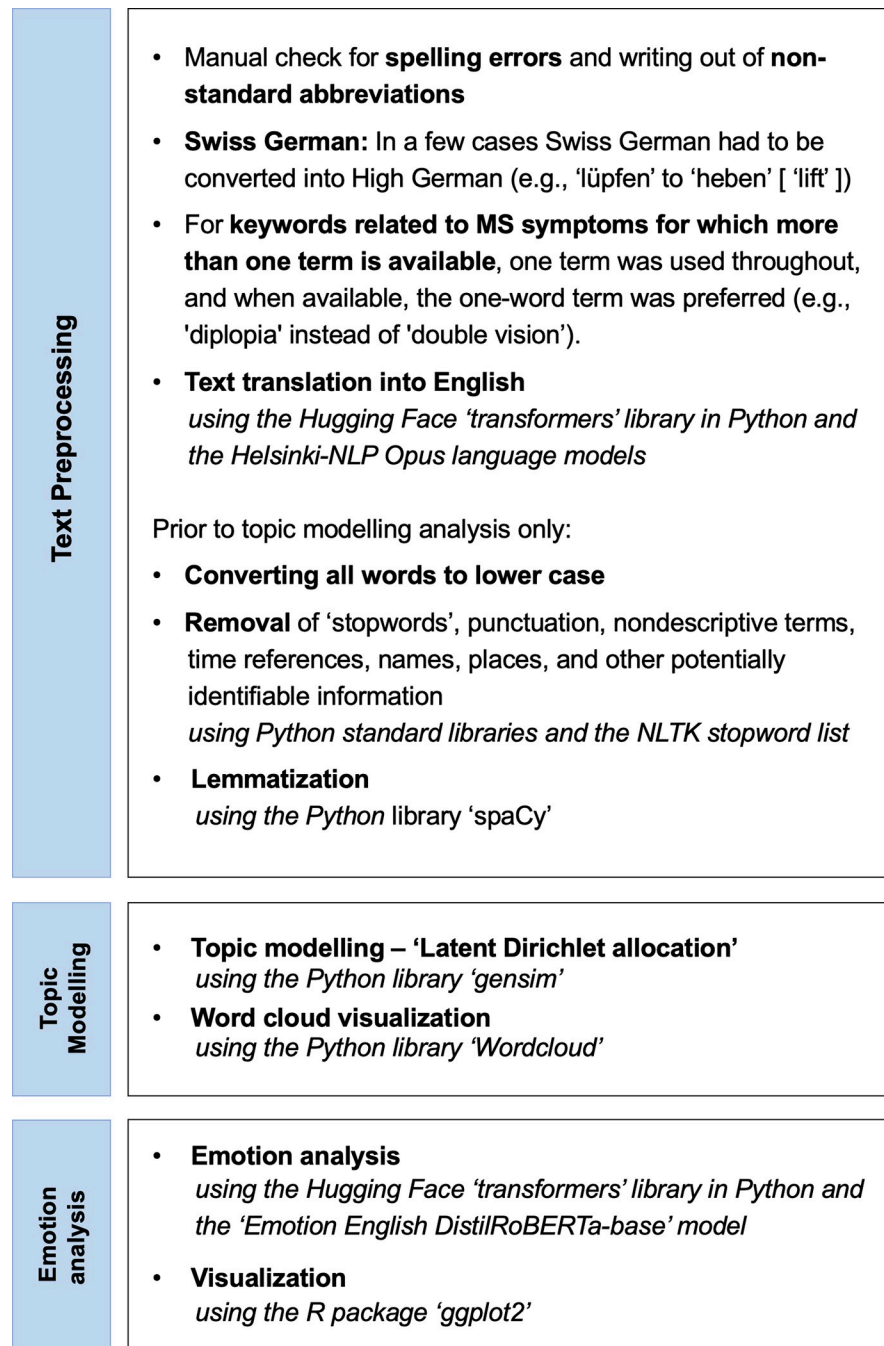 Text Preprocessing
• Manual check for spelling errors and writing out of non-
standard abbreviations
• Swiss German: In a few cases Swiss German had to be
converted into High German (e.g., ‘lüpfen’ to ‘heben’ [ ‘lift’ ])
• For keywords related to MS symptoms for which more
than one term is available, one term was used throughout,
and when available, the one-word term was preferred (e.g.,
'diplopia' instead of 'double vision’).
• Text translation into English
using the Hugging Face ‘transformers’ library in Python and
the Helsinki-NLP Opus language models
Prior to topic modelling analysis only:
• Converting all words to lower case
• Removal of ‘stopwords’, punctuation, nondescriptive terms,
time references, names, places, and other potentially
identifiable information
using Python standard libraries and the NLTK stopword list
• Lemmatization
using the Python library ‘spaCy’
Topic
Modelling
• Topic modelling – ‘Latent Dirichlet allocation’
using the Python library ‘gensim’
• Word cloud visualization
using the Python library ‘Wordcloud’
Emotion
analysis
• Emotion analysis
using the Hugging Face ‘transformers’ library in Python and
the ‘Emotion English DistilRoBERTa-base’ model
• Visualization
using the R package ‘ggplot2’